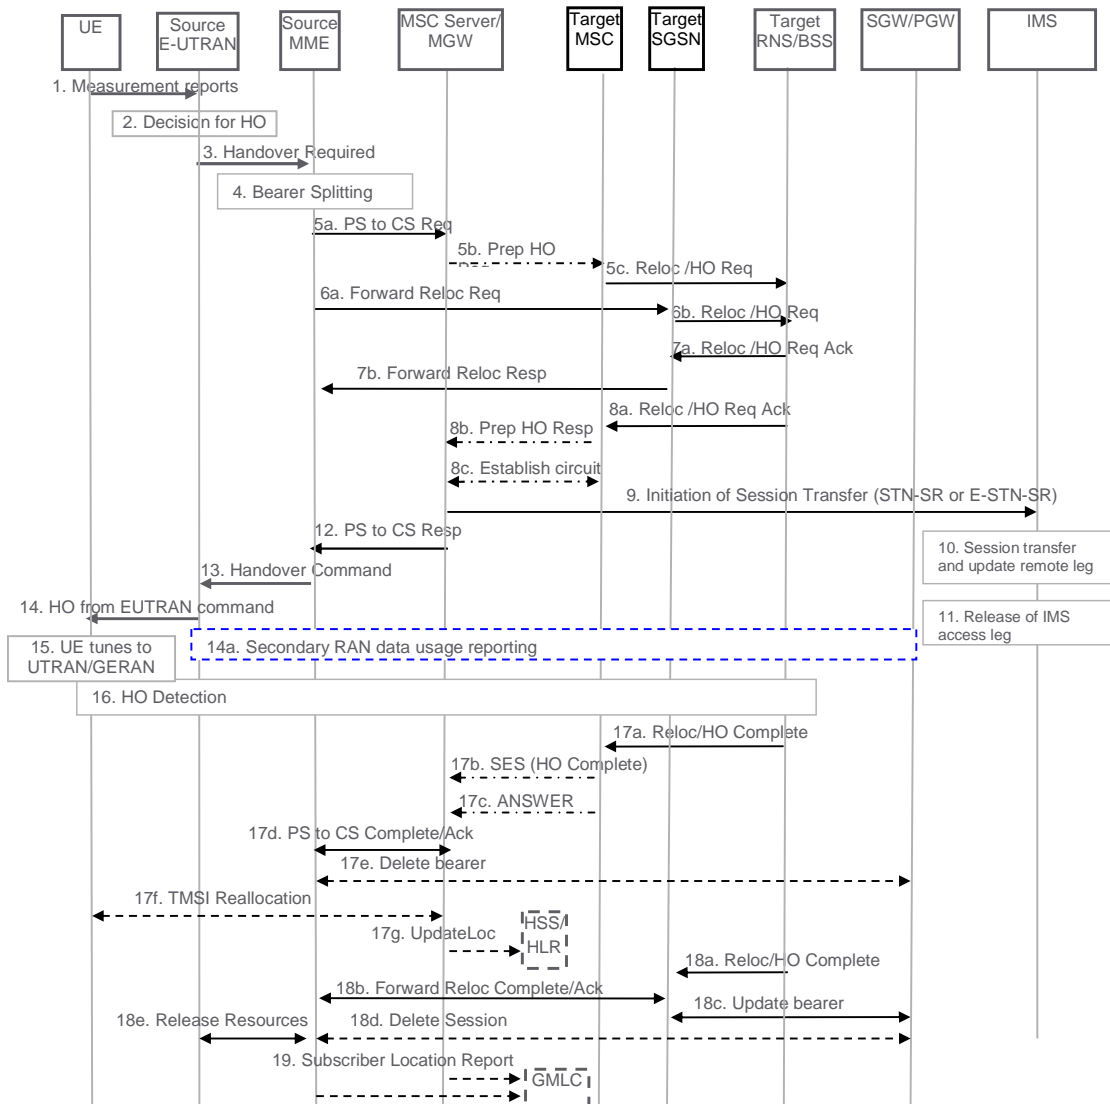 UE
Source
E-UTRAN
Source
MME
MSC Server/
MGW
Target
MSC
Target
SGSN
Target
RNS/BSS
SGW/PGW
IMS
1. Measurement reports
2. Decision for HO
3. Handover Required
4. Bearer Splitting
5a. PS to CS Req
5b. Prep HO
5c. Reloc /HO Req
6a. Forward Reloc Req
6b. Reloc /HO Req
7a. Reloc /HO Req Ack
7b. Forward Reloc Resp
8a. Reloc /HO Req Ack
8b. Prep HO Resp
8c. Establish circuit
9. Initiation of Session Transfer (STN-SR or E-STN-SR)
12. PS to CS Resp
10. Session transfer
and update remote leg
13. Handover Command
14. HO from EUTRAN command
11. Release of IMS
access leg
15. UE tunes to
UTRAN/GERAN
14a. Secondary RAN data usage reporting
16. HO Detection
17a. Reloc/HO Complete
17b. SES (HO Complete)
17c. ANSWER
17d. PS to CS Complete/Ack
17e. Delete bearer
17f. TMSI Reallocation
HSS/
HLR
17g. UpdateLoc
18a. Reloc/HO Complete
18b. Forward Reloc Complete/Ack
18c. Update bearer
18e. Release Resources
18d. Delete Session
19. Subscriber Location Report
GMLC